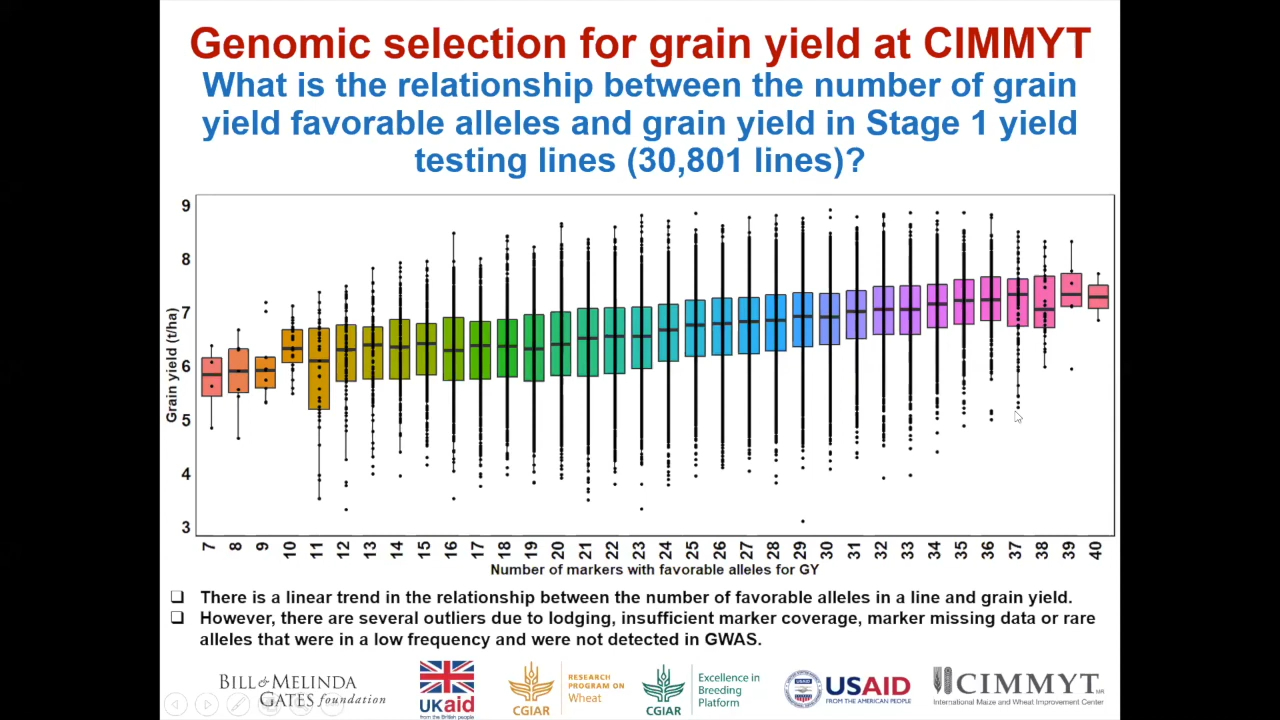 Genomic selection for grain yield at CIMMYT
What is the relationship between the number of grain
yield favorable alleles and grain yield in Stage 1 yield
testing lines (30,801 lines)?
9
8
7
6
5
4
3
Grain yield (t/ha)
7 8 9 10 11 12 13 14 15 16 17 18 19 20 21 22 23 24 25 26 27 28 29 30 31 32 33 34 35 36 37 38 39 40
Number of markers with favorable alleles for GY
❑ There is a linear trend in the relationship between the number of favorable alleles in a line and grain yield.
❑ However, there are several outliers due to lodging, insufficient marker coverage, marker missing data or rare
alleles that were in a low frequency and were not detected in GWAS.
BILL & MELINDA
GATES foundation
UKaid
from the British people
CGIAR
RESEARCH
PROGRAM ON
Wheat
CGIAR
Excellence in
Breeding
Platform
USAID
FROM THE AMERICAN PEOPLE
CIMMYT
International Maize and Wheat Improvement Center